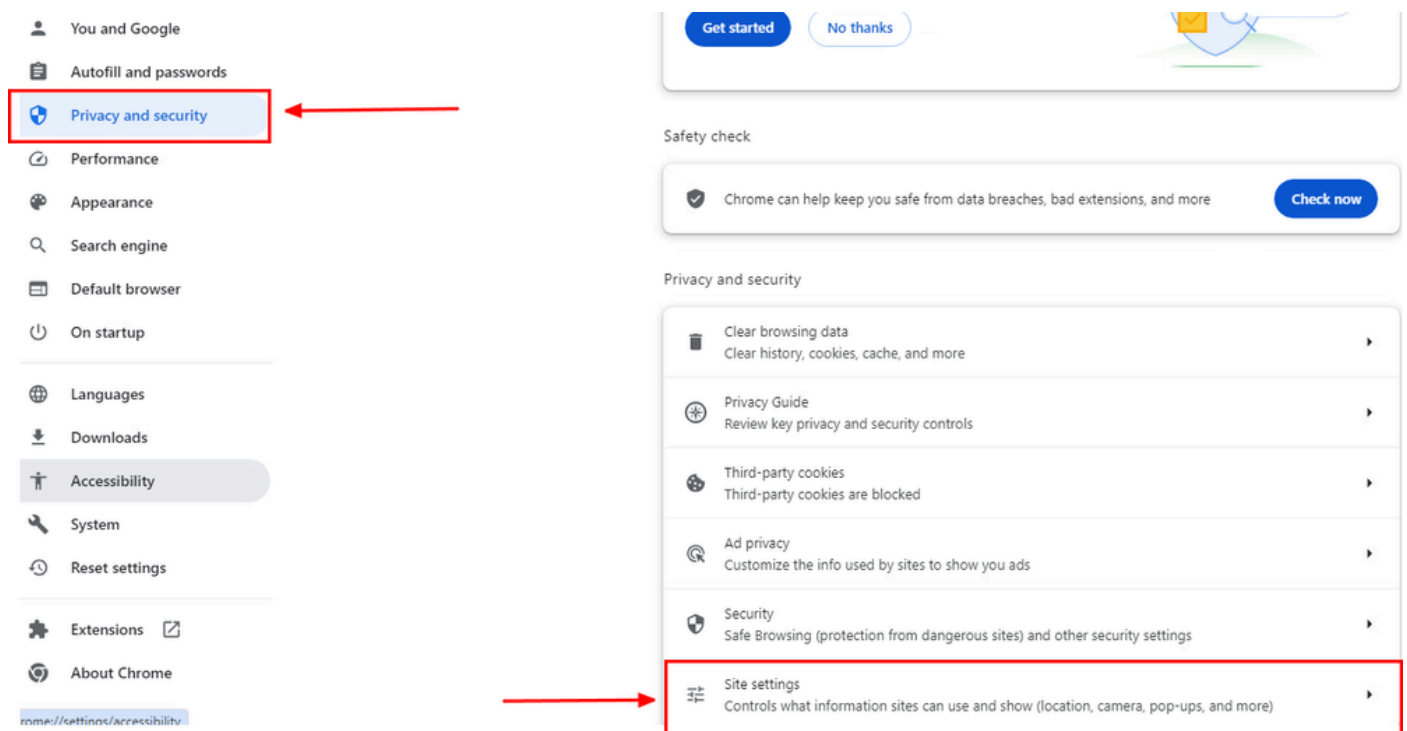 You and Google
Autofill and passwords
Privacy and security
Performance
Appearance
Search engine
Default browser
On startup
Languages
Downloads
Accessibility
System
Reset settings
Extensions
About Chrome
rome://settings/accessibility
Get started
No thanks
Safety check
Chrome can help keep you safe from data breaches, bad extensions, and more
Check now
Privacy and security
Clear browsing data
Clear history, cookies, cache, and more
Privacy Guide
Review key privacy and security controls
Third-party cookies
Third-party cookies are blocked
Ad privacy
Customize the info used by sites to show you ads
Security
Safe Browsing (protection from dangerous sites) and other security settings
Site settings
Controls what information sites can use and show (location, camera, pop-ups, and more)